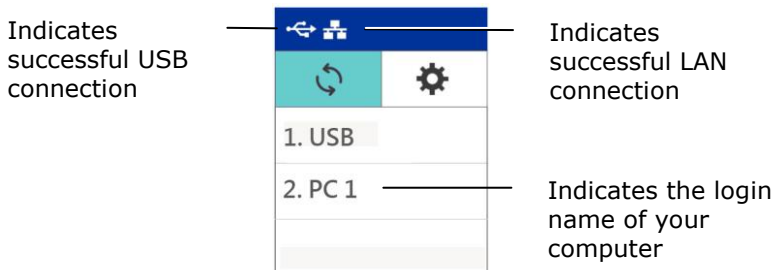 Indicates
successful USB
connection
Indicates
successful LAN
connection
1. USB
2. PC 1
Indicates the login
name of your
computer